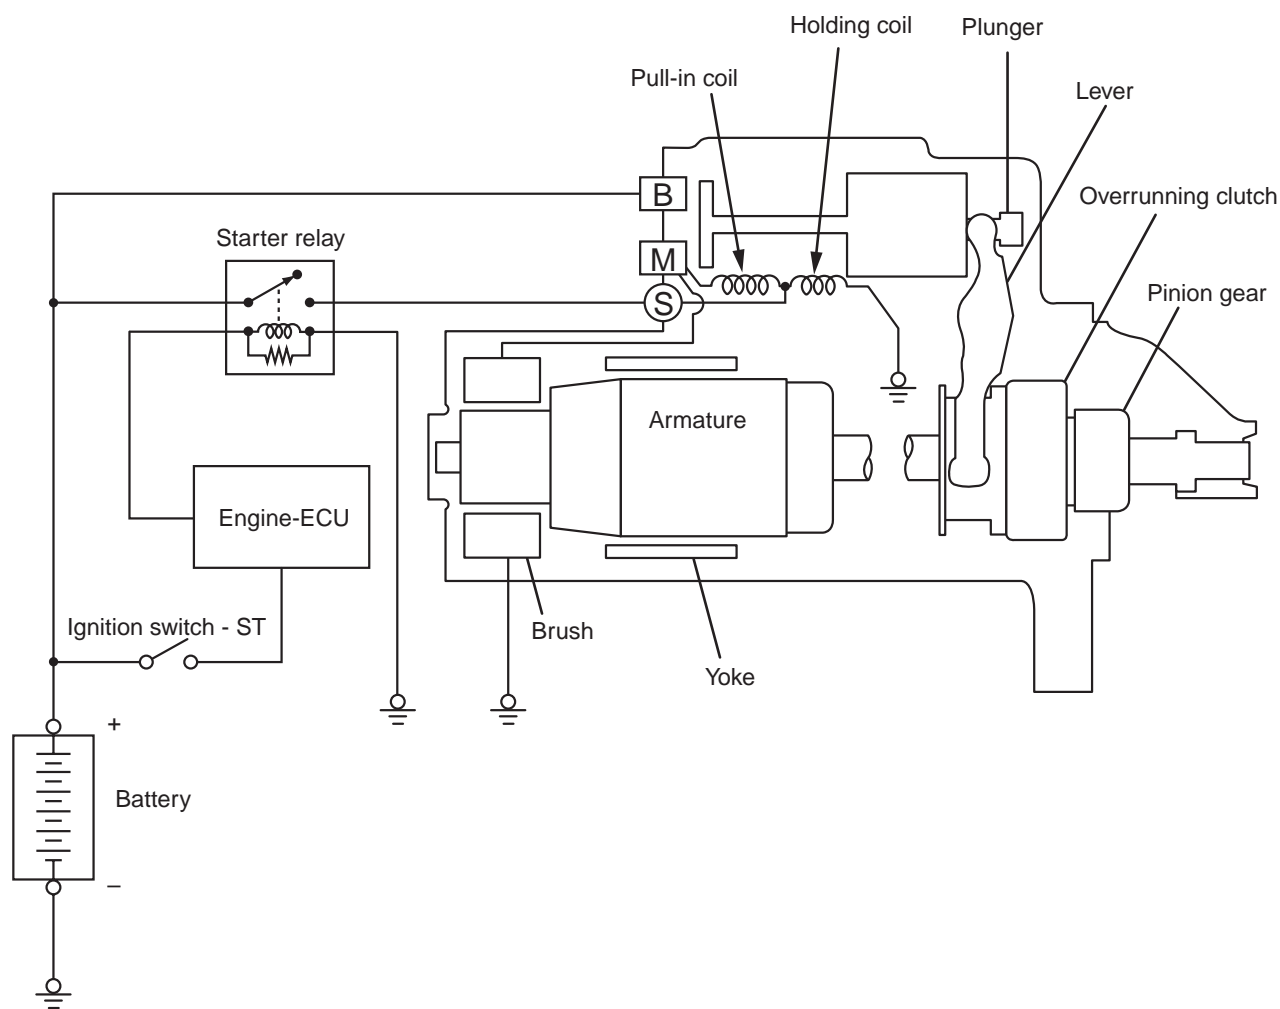 Holding coil
Plunger
Pull-in coil
Lever
B
Overrunning clutch
Starter relay
M
S
Pinion gear
Armature
Engine-ECU
Ignition switch - ST
Brush
Yoke
+
Battery
–